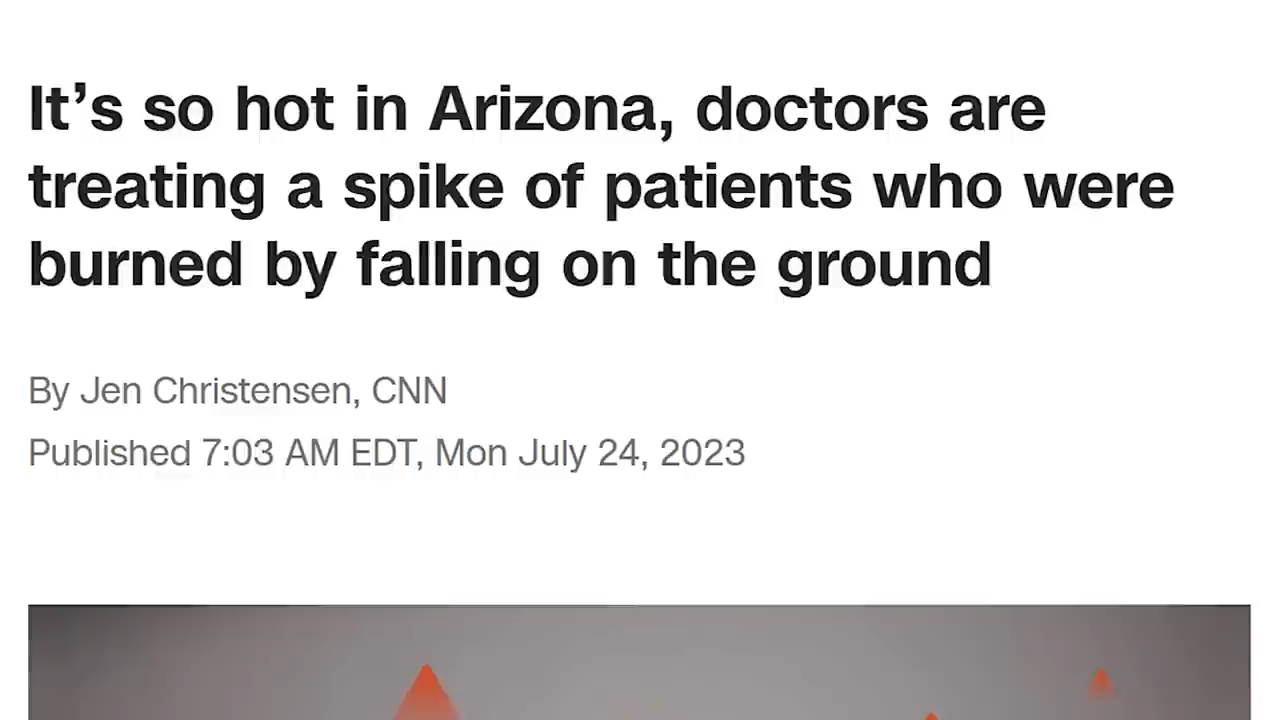 It’s so hot in Arizona, doctors are
treating a spike of patients who were
burned by falling on the ground
By Jen Christensen, CNN
Published 7:03 AM EDT, Mon July 24, 2023